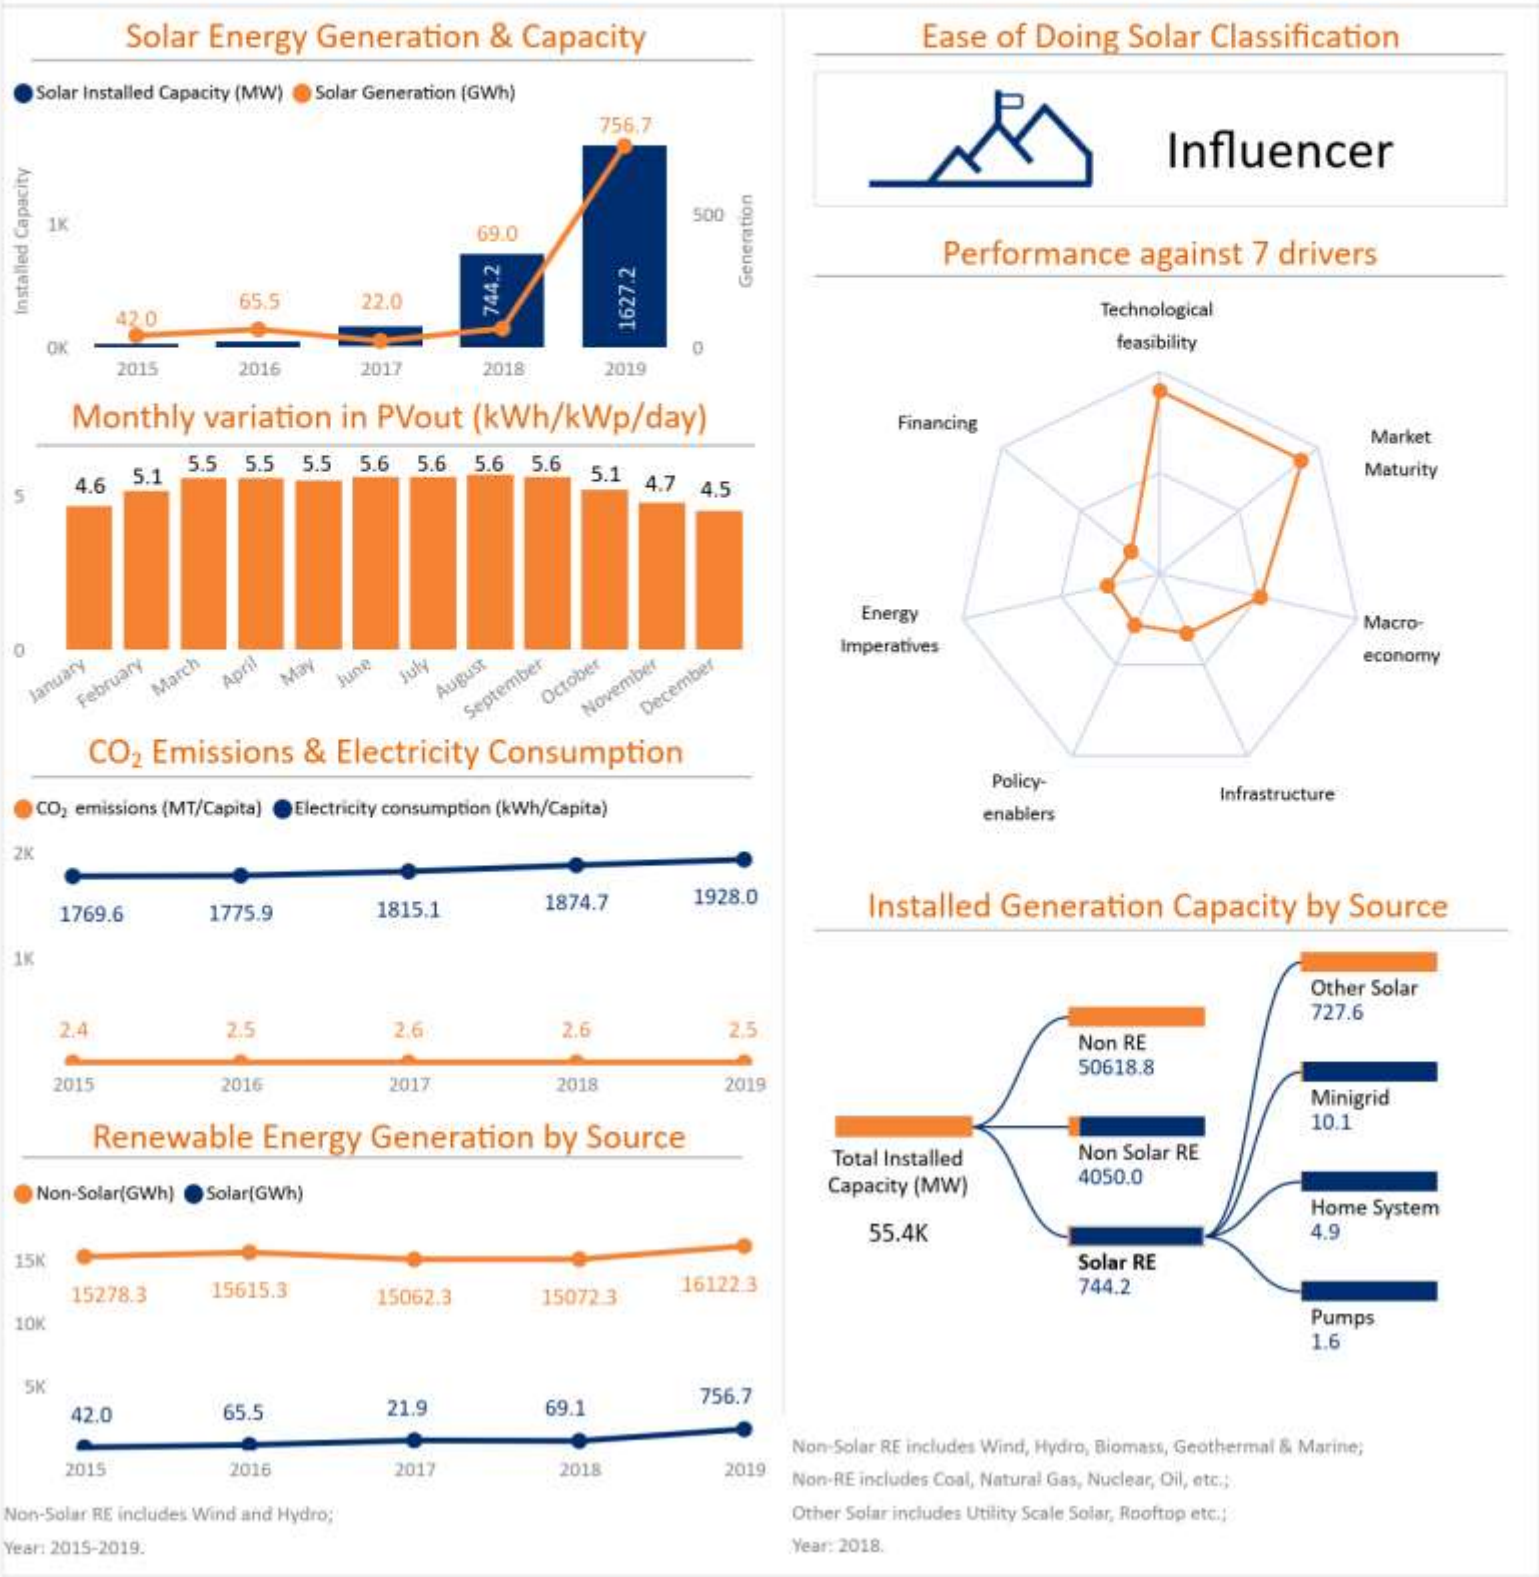 Solar Energy Generation & Capacity
Solar Installed Capacity (MW) Solar Generation (GWh)
Installed Capacity
1K
0K
42.0
65.5
22.0
69.0
756.7
744.2
1627.2
500
0
Generation
2015 2016 2017 2018 2019
Monthly variation in PVout (kWh/kWp/day)
5
0
4.6 5.1 5.5 5.5 5.5 5.6 5.6 5.6 5.6 5.1 4.7 4.5
January February March April May June July August September October November December
CO₂ Emissions & Electricity Consumption
CO₂ emissions (MT/Capita) Electricity consumption (kWh/Capita)
2K
1769.6 1775.9 1815.1 1874.7 1928.0
1K
2.4 2.5 2.6 2.6 2.5
2015 2016 2017 2018 2019
Renewable Energy Generation by Source
Non-Solar(GWh) Solar(GWh)
15K
15278.3 15615.3 15062.3 15072.3 16122.3
10K
5K
42.0 65.5 21.9 69.1 756.7
2015 2016 2017 2018 2019
Non-Solar RE includes Wind and Hydro;
Year: 2015-2019.
Ease of Doing Solar Classification
Influencer
Performance against 7 drivers
Technological
feasibility
Financing
Market
Maturity
Energy
Imperatives
Macro-
economy
Policy-
enablers
Infrastructure
Installed Generation Capacity by Source
Total Installed
Capacity (MW)
55.4K
Non RE
50618.8
Non Solar RE
4050.0
Solar RE
744.2
Other Solar
727.6
Minigrid
10.1
Home System
4.9
Pumps
1.6
Non-Solar RE includes Wind, Hydro, Biomass, Geothermal & Marine;
Non-RE includes Coal, Natural Gas, Nuclear, Oil, etc.;
Other Solar includes Utility Scale Solar, Rooftop etc.;
Year: 2018.